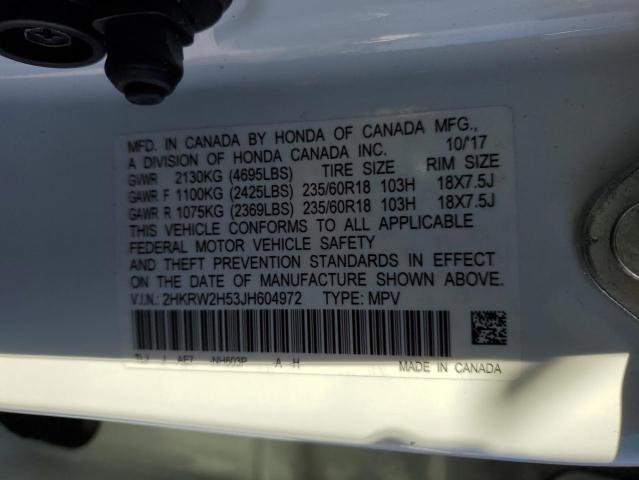 MFD. IN CANADA BY HONDA OF CANADA MFG.,
A DIVISION OF HONDA CANADA INC. 10/17
GVWR 2130KG (4695LBS) TIRE SIZE RIM SIZE
GAWR F 1100KG (2425LBS) 235/60R18 103H 18X7.5J
GAWR R 1075KG (2369LBS) 235/60R18 103H 18X7.5J
THIS VEHICLE CONFORMS TO ALL APPLICABLE
FEDERAL MOTOR VEHICLE SAFETY
AND THEFT PREVENTION STANDARDS IN EFFECT
ON THE DATE OF MANUFACTURE SHOWN ABOVE.
V.I.N.: 2HKRW2H53JH604972 TYPE: MPV
J AE7 -NH603P -A -H
MADE IN CANADA